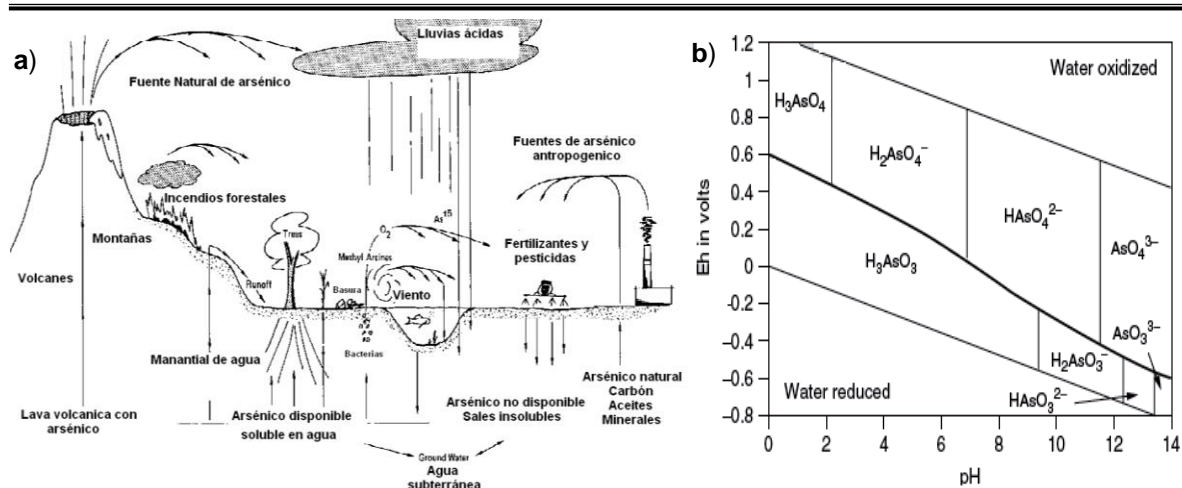 a)
Lluvias ácidas
Fuente Natural de arsénico
Fuentes de arsénico
antropogenico
Incendios forestales
Montañas
Volcanes
Trees
Runoff
O2
As15
Methyl Arcines
Basura
Viento
Fertilizantes y
pesticidas
Bacterias
Manantial de agua
Lava volcanica con
arsénico
Arsénico disponible
soluble en agua
Arsénico no disponible
Sales insolubles
Arsénico natural
Carbón
Aceites
Minerales
Ground Water
Agua
subterránea
b)
Eh in volts
1.2
1
0.8
0.6
0.4
0.2
0
−0.2
−0.4
−0.6
−0.8
Water oxidized
H3AsO4
H2AsO4−
HAsO42−
AsO43−
H3AsO3
AsO33−
H2AsO3−
HAsO32−
Water reduced
0 2 4 6 8 10 12 14
pH